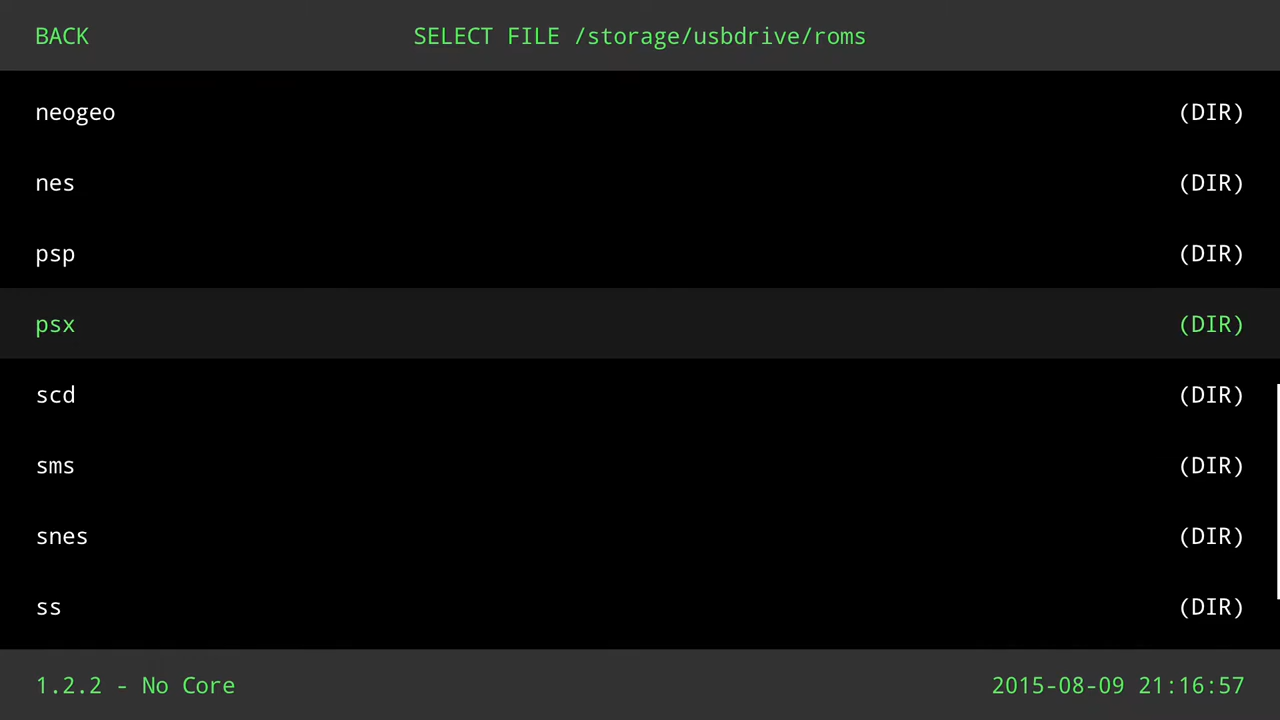 BACK SELECT FILE /storage/usbdrive/roms
neogeo (DIR)
nes (DIR)
psp (DIR)
psx (DIR)
scd (DIR)
sms (DIR)
snes (DIR)
ss (DIR)
1.2.2 - No Core 2015-08-09 21:16:57